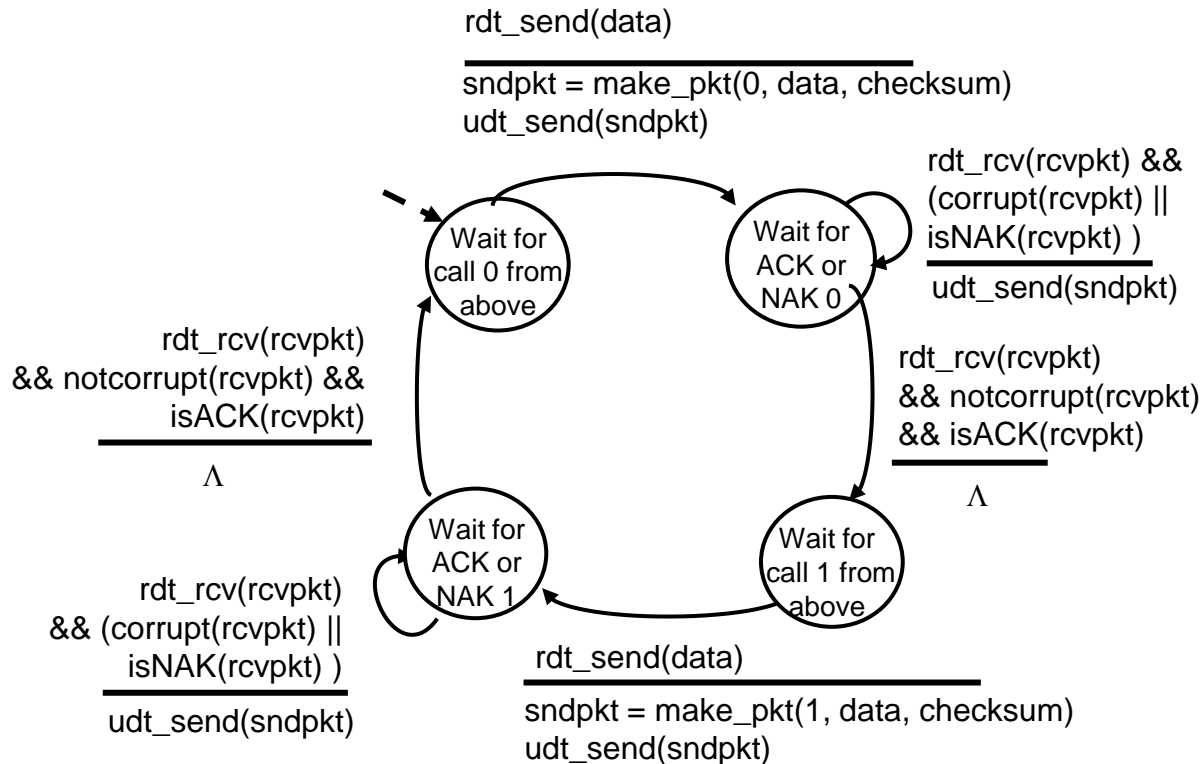 rdt_send(data)
sndpkt = make_pkt(0, data, checksum)
udt_send(sndpkt)
Wait for
call 0 from
above
Wait for
ACK or
NAK 0
rdt_rcv(rcvpkt) &&
(corrupt(rcvpkt) ||
isNAK(rcvpkt) )
udt_send(sndpkt)
rdt_rcv(rcvpkt)
&& notcorrupt(rcvpkt) &&
isACK(rcvpkt)
Λ
rdt_rcv(rcvpkt)
&& notcorrupt(rcvpkt)
&& isACK(rcvpkt)
Λ
Wait for
ACK or
NAK 1
Wait for
call 1 from
above
rdt_rcv(rcvpkt)
&& (corrupt(rcvpkt) ||
isNAK(rcvpkt) )
udt_send(sndpkt)
rdt_send(data)
sndpkt = make_pkt(1, data, checksum)
udt_send(sndpkt)